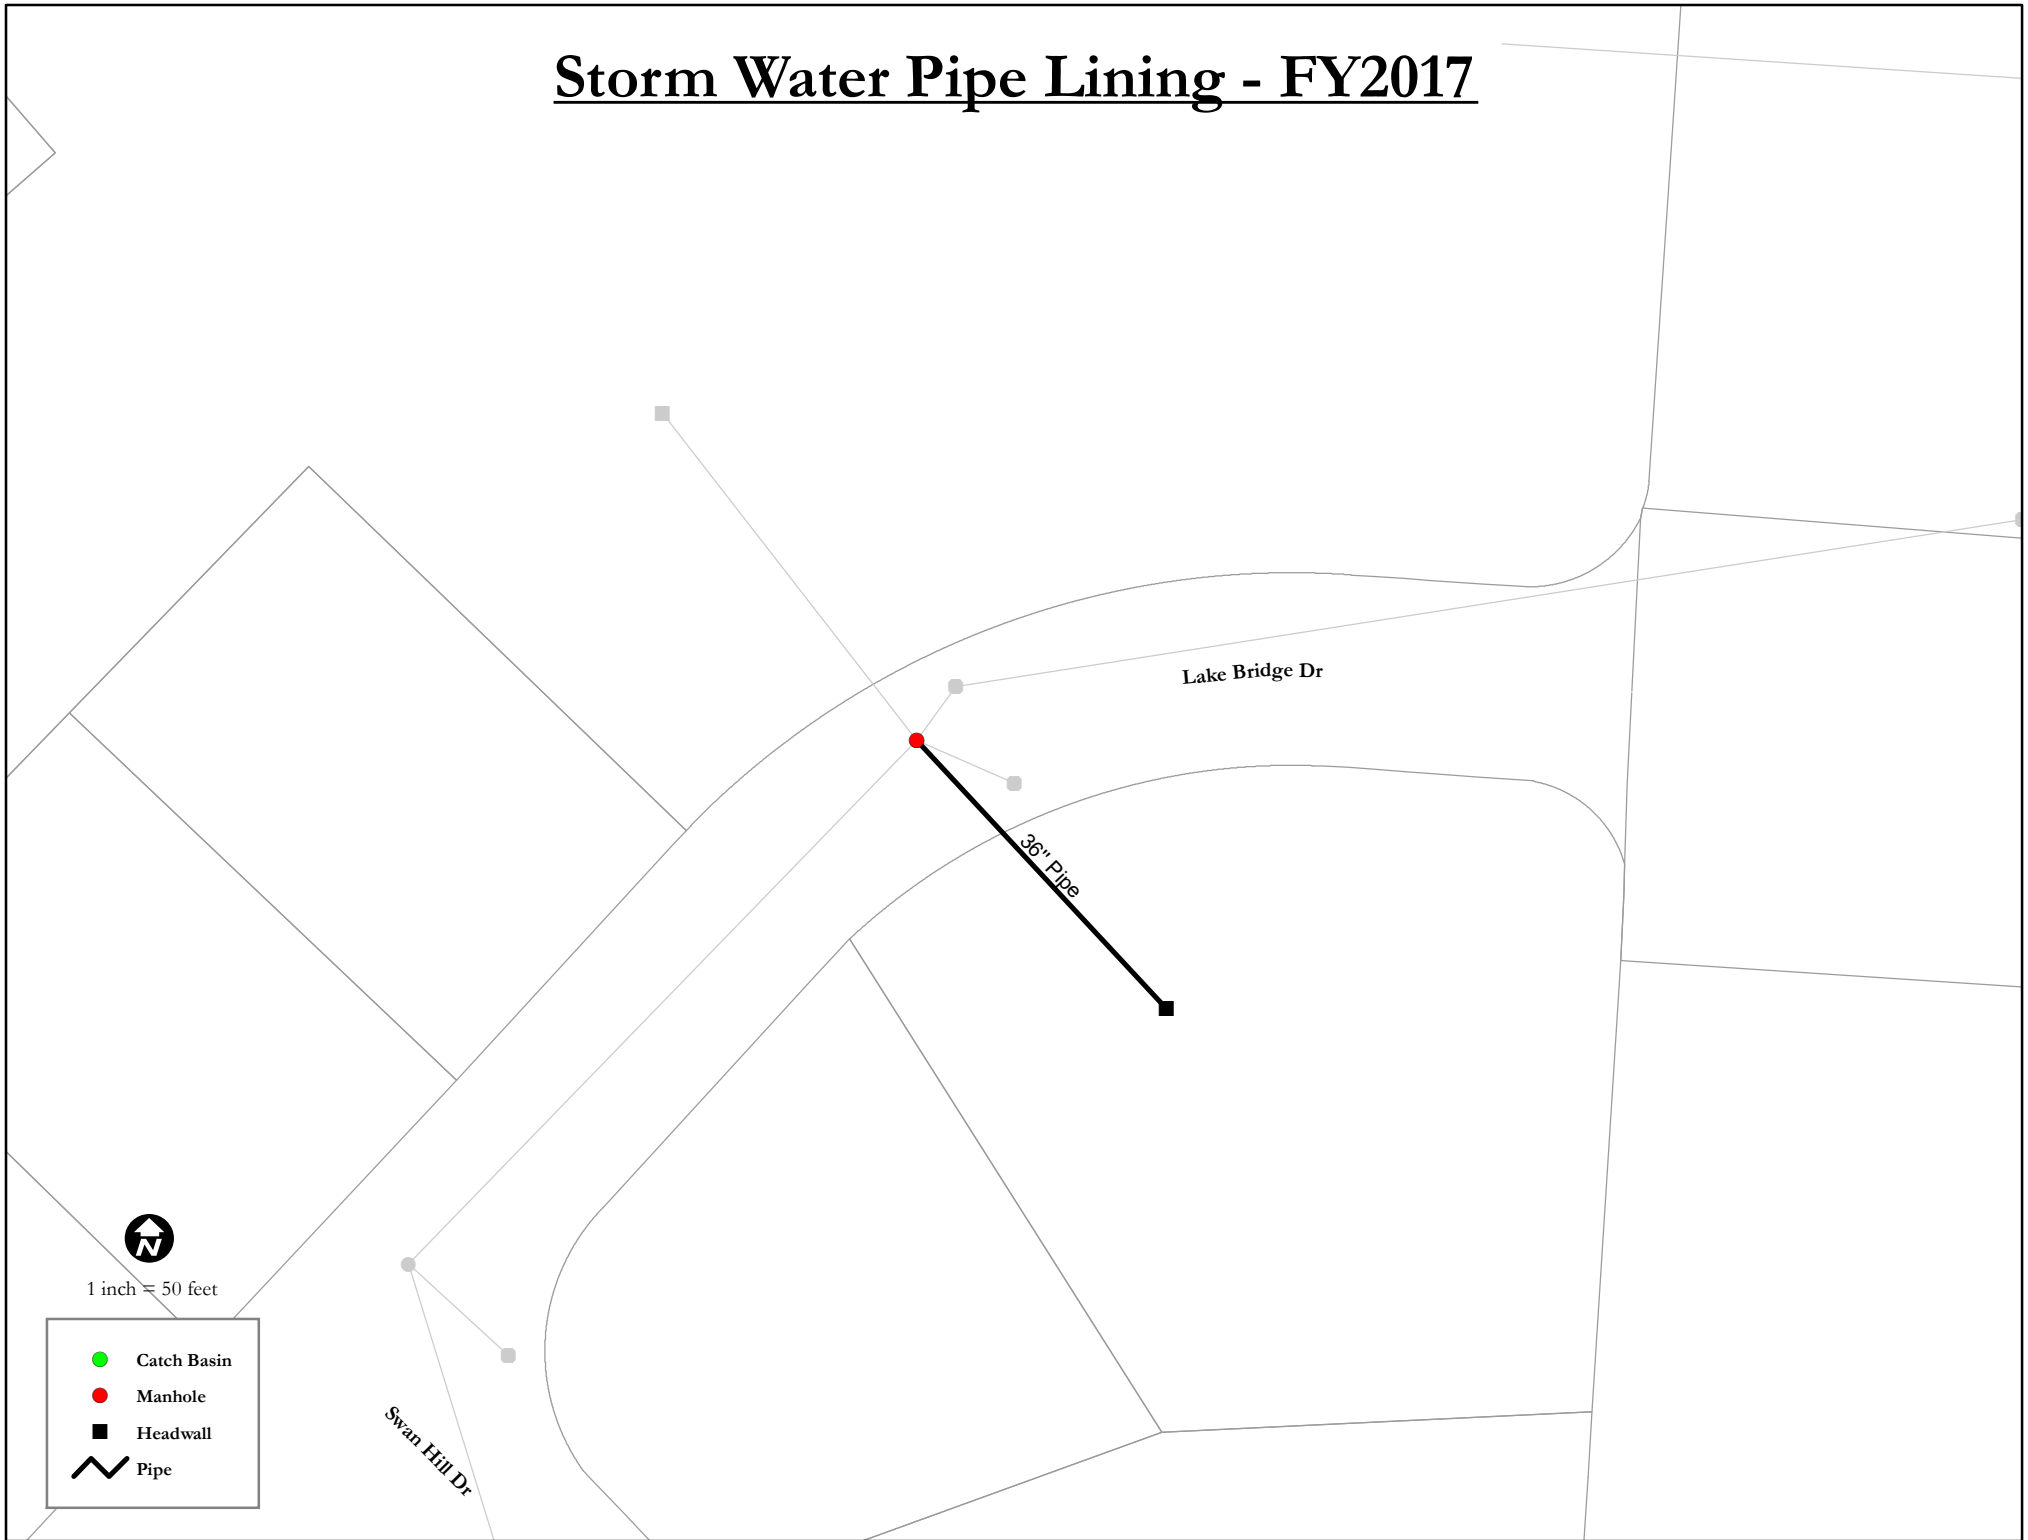 Storm Water Pipe Lining - FY2017
Lake Bridge Dr
36" Pipe
N
1 inch = 50 feet
Catch Basin
Manhole
Headwall
Pipe
Swan Hill Dr